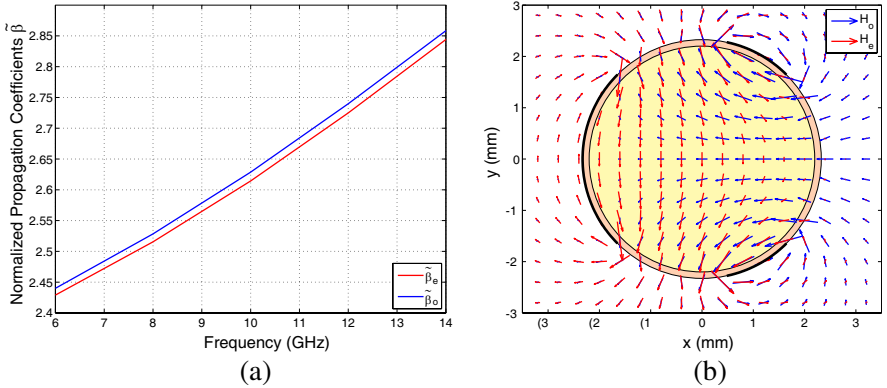 2.85
2.8
2.75
2.7
2.65
2.6
2.55
2.5
2.45
2.4
Normalized Propagation Coefficients β̃
6 7 8 9 10 11 12 13 14
Frequency (GHz)
β̃e
β̃o
(a)
3
2
1
0
-1
-2
-3
y (mm)
(3 (2 (1 0 1 2 3
x (mm)
Ho
He
(b)